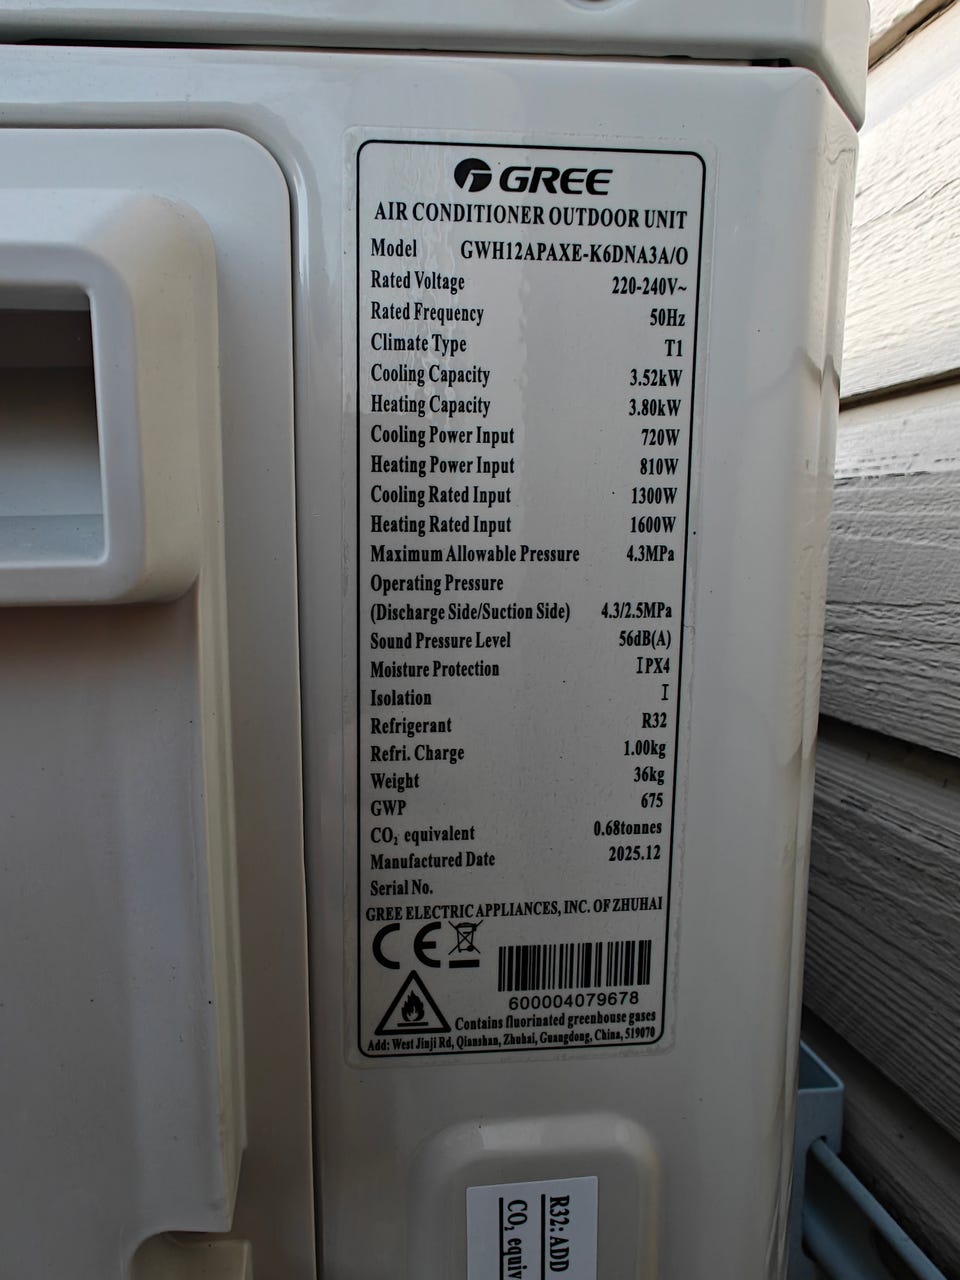 GREE
AIR CONDITIONER OUTDOOR UNIT
Model GWH12APAXE-K6DNA3A/O
Rated Voltage 220-240V~
Rated Frequency 50Hz
Climate Type T1
Cooling Capacity 3.52kW
Heating Capacity 3.80kW
Cooling Power Input 720W
Heating Power Input 810W
Cooling Rated Input 1300W
Heating Rated Input 1600W
Maximum Allowable Pressure 4.3MPa
Operating Pressure
(Discharge Side/Suction Side) 4.3/2.5MPa
Sound Pressure Level 56dB(A)
Moisture Protection IPX4
Isolation I
Refrigerant R32
Refri. Charge 1.00kg
Weight 36kg
GWP 675
CO₂ equivalent 0.68tonnes
Manufactured Date 2025.12
Serial No.
GREE ELECTRIC APPLIANCES, INC. OF ZHUHAI
CE
600004079678
Contains fluorinated greenhouse gases
Add: West Jinji Rd, Qianshan, Zhuhai, Guangdong, China, 519070
R32: ADD
CO₂ equiv